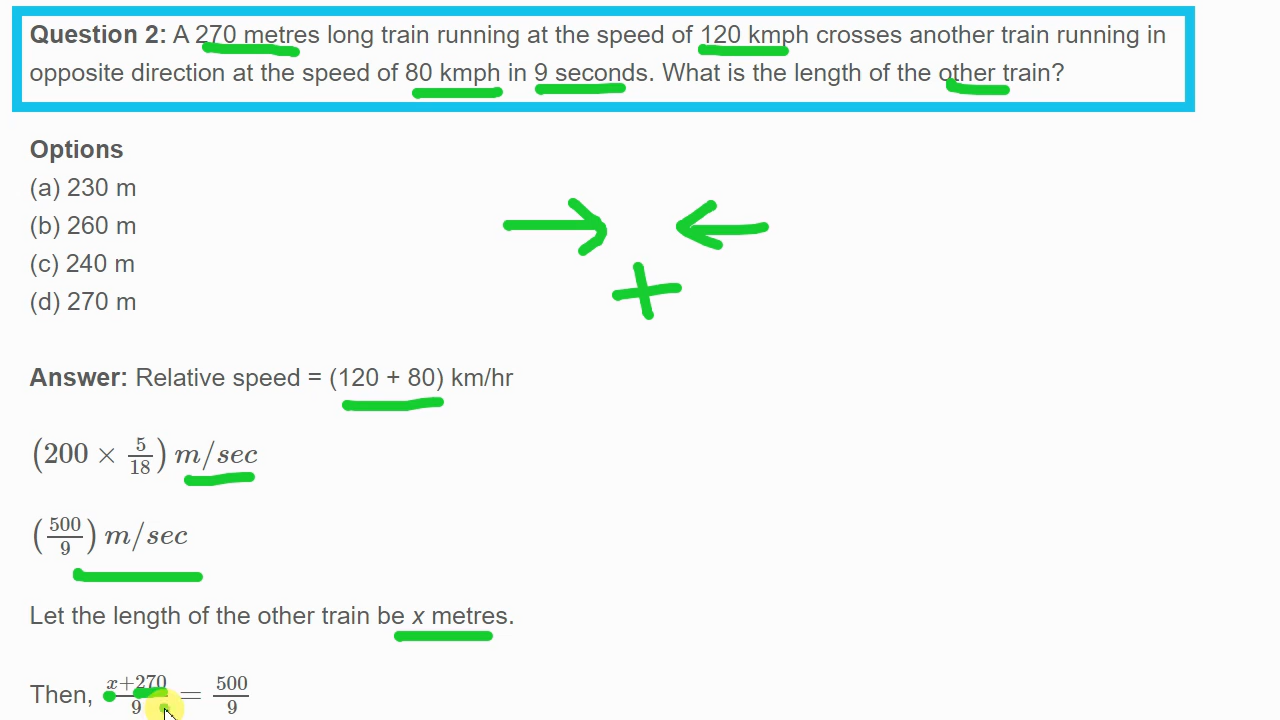 Question 2: A 270 metres long train running at the speed of 120 kmph crosses another train running in
opposite direction at the speed of 80 kmph in 9 seconds. What is the length of the other train?
Options
(a) 230 m
(b) 260 m
(c) 240 m
(d) 270 m
+
Answer: Relative speed = (120 + 80) km/hr
(200 × 5/18) m/sec
(500/9) m/sec
Let the length of the other train be x metres.
Then, x+270/9 = 500/9